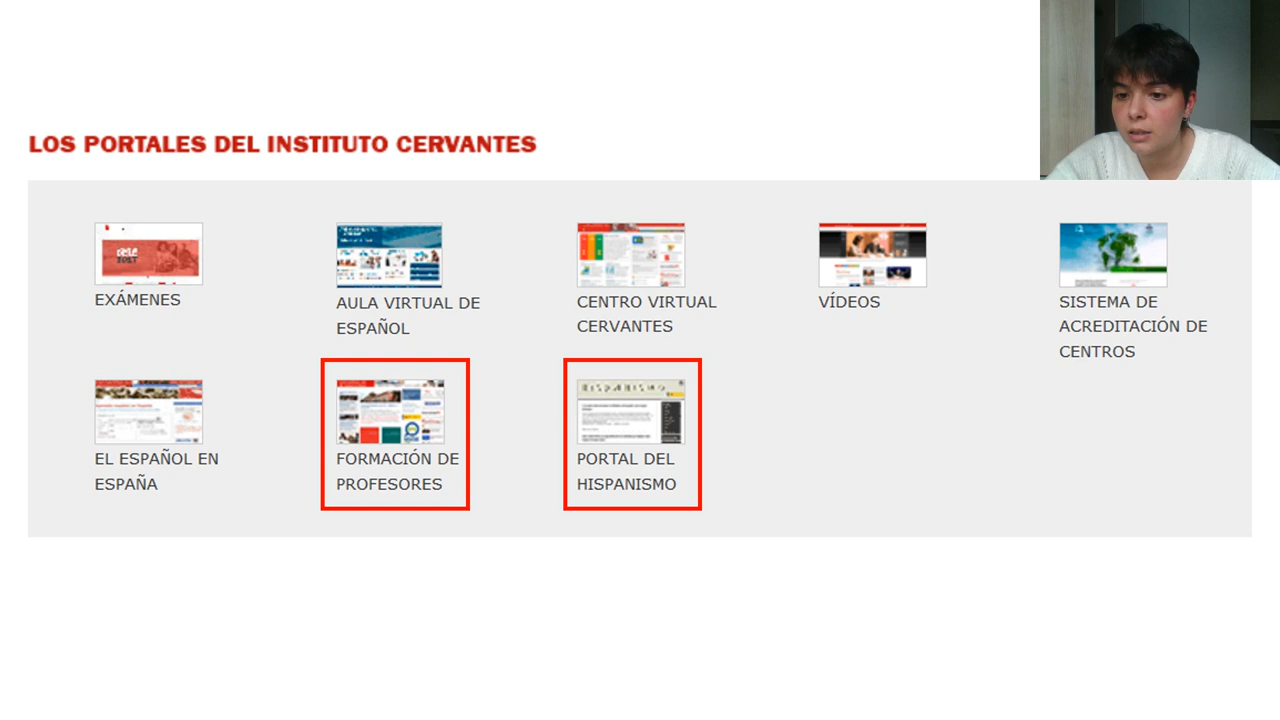 LOS PORTALES DEL INSTITUTO CERVANTES
EXÁMENES
AULA VIRTUAL DE
ESPAÑOL
CENTRO VIRTUAL
CERVANTES
VÍDEOS
SISTEMA DE
ACREDITACIÓN DE
CENTROS
EL ESPAÑOL EN
ESPAÑA
FORMACIÓN DE
PROFESORES
PORTAL DEL
HISPANISMO